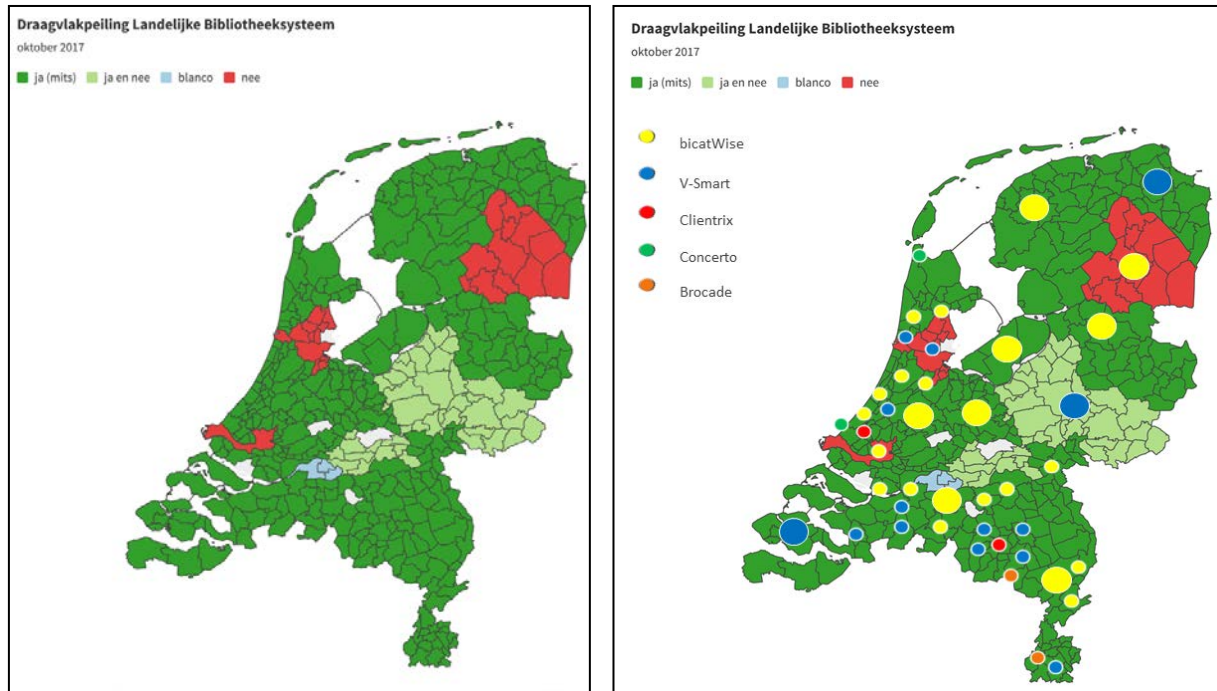 Draagvlakpeiling Landelijke Bibliotheeksysteem
oktober 2017
ja (mits) ja en nee blanco nee
Draagvlakpeiling Landelijke Bibliotheeksysteem
oktober 2017
ja (mits) ja en nee blanco nee
bicatWise
V-Smart
Clientrix
Concerto
Brocade